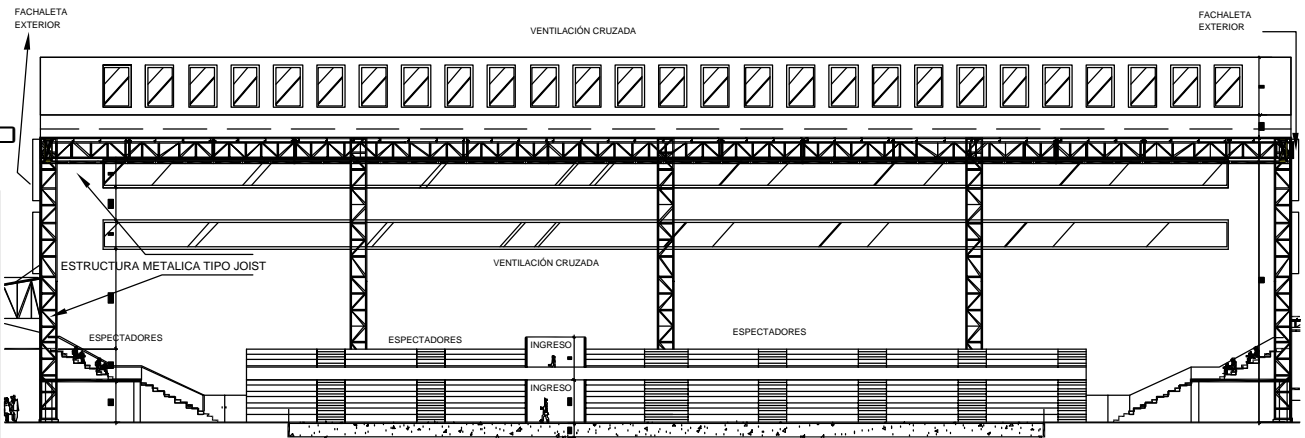 FACHALETA
EXTERIOR
VENTILACIÓN CRUZADA
FACHALETA
EXTERIOR
ESTRUCTURA METALICA TIPO JOIST
VENTILACIÓN CRUZADA
ESPECTADORES
ESPECTADORES
INGRESO
ESPECTADORES
INGRESO